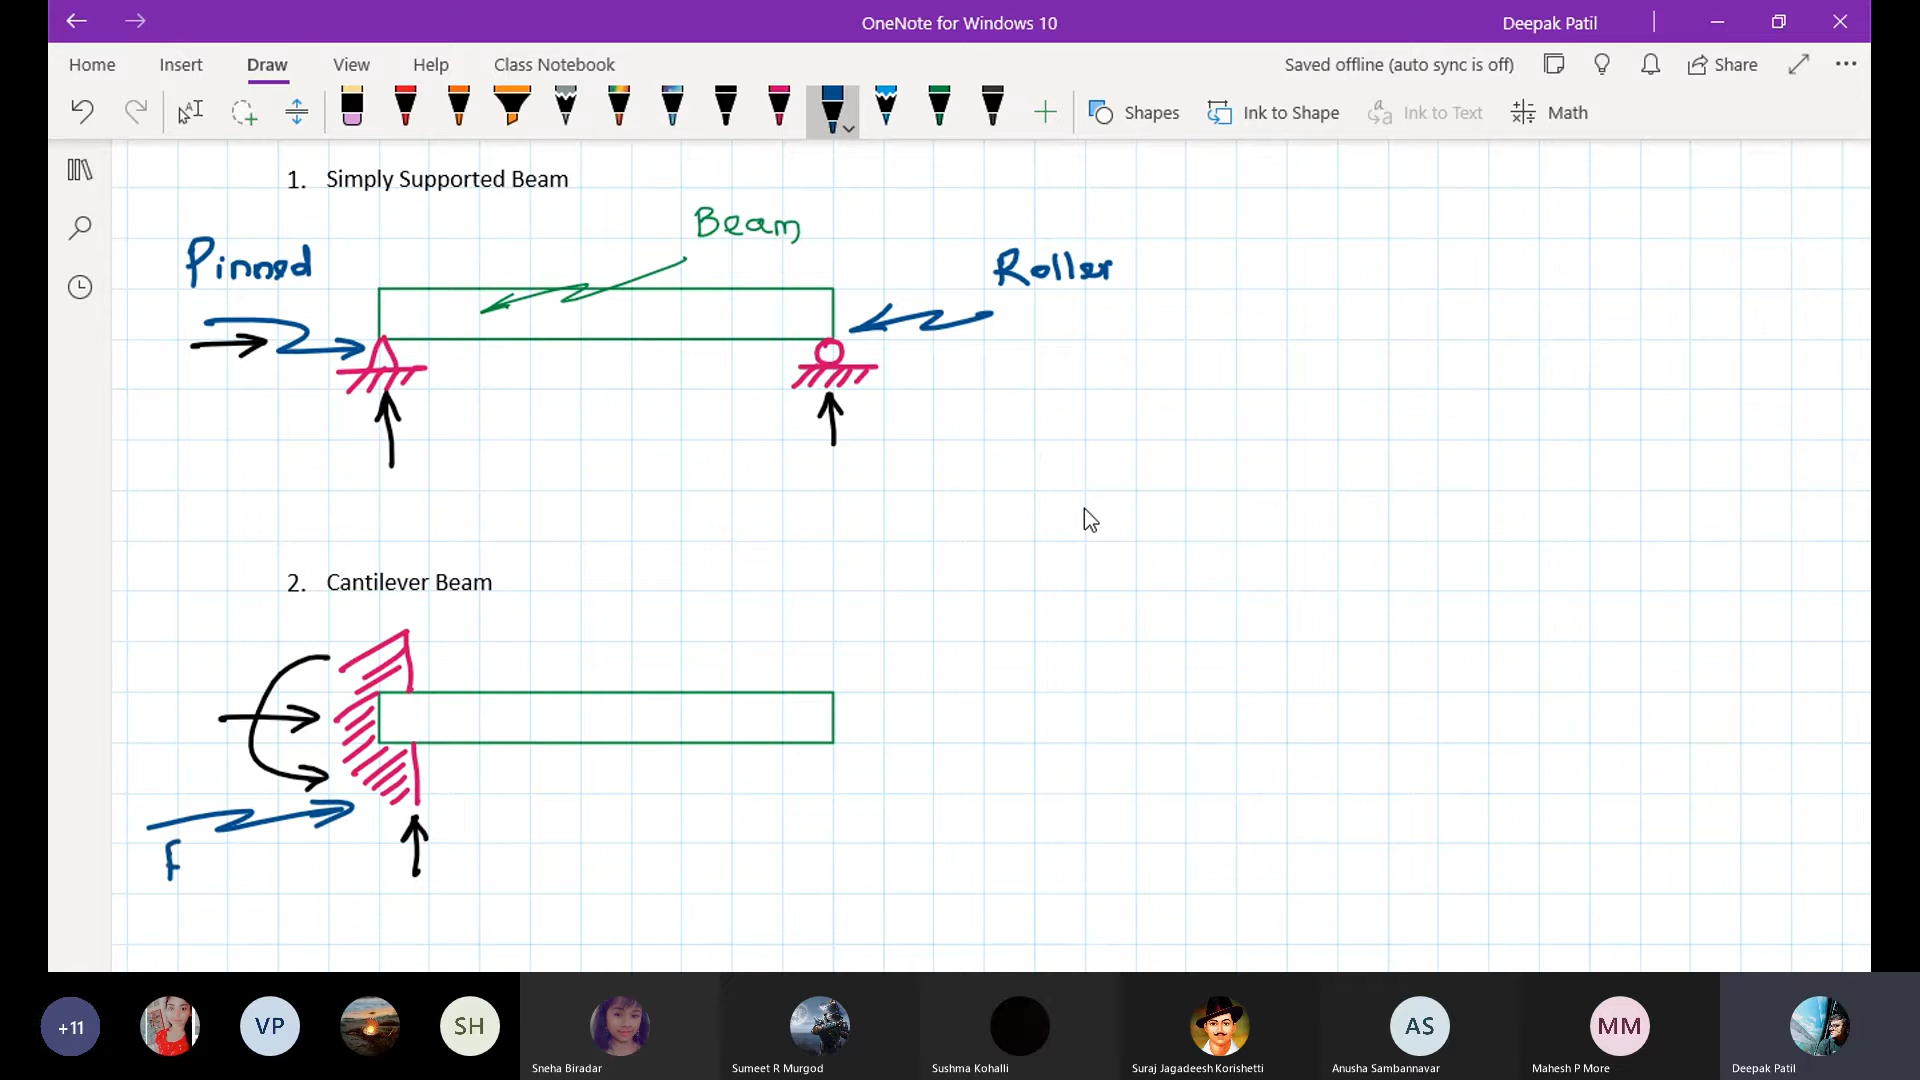 OneNote for Windows 10
Deepak Patil
Home
Insert
Draw
View
Help
Class Notebook
Saved offline (auto sync is off)
Share
Shapes
Ink to Shape
Ink to Text
Math
1. Simply Supported Beam
Beam
Pinned
Roller
2. Cantilever Beam
F
+11
VP
SH
AS
MM
Sneha Biradar
Sumeet R Murgod
Sushma Kohalli
Suraj Jagadeesh Korishetti
Anusha Sambannavar
Mahesh P More
Deepak Patil